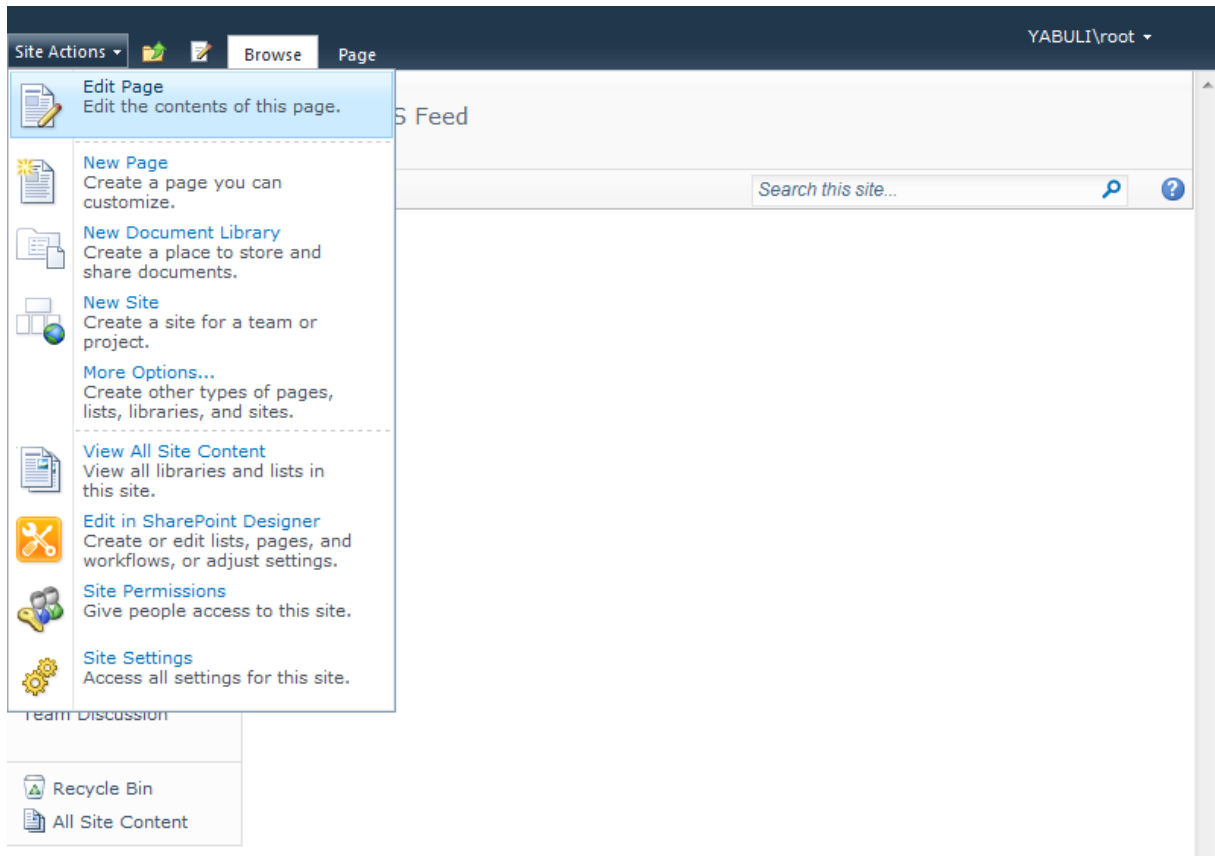 YABULI\root
Site Actions
Browse
Page
Edit Page
Edit the contents of this page.
S Feed
New Page
Create a page you can
customize.
Search this site...
New Document Library
Create a place to store and
share documents.
New Site
Create a site for a team or
project.
More Options...
Create other types of pages,
lists, libraries, and sites.
View All Site Content
View all libraries and lists in
this site.
Edit in SharePoint Designer
Create or edit lists, pages, and
workflows, or adjust settings.
Site Permissions
Give people access to this site.
Site Settings
Access all settings for this site.
Team Discussion
Recycle Bin
All Site Content